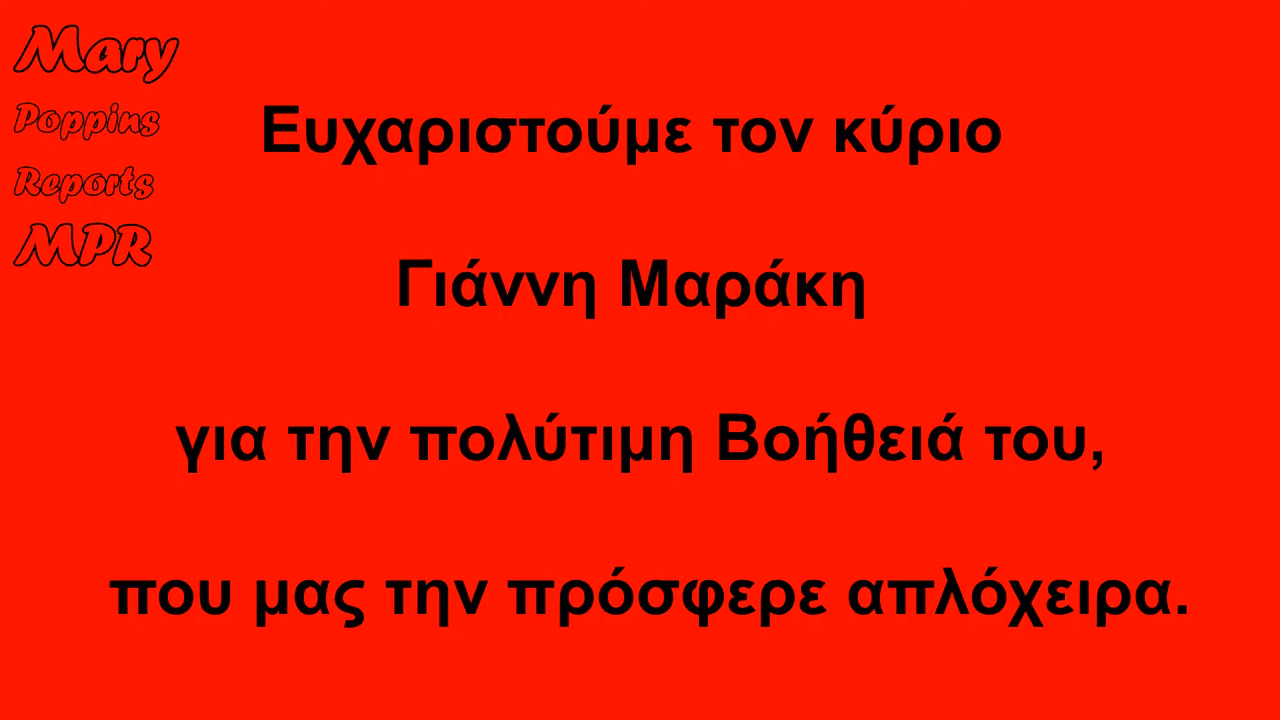 Mary
Poppins
Reports
MPR
Ευχαριστούμε τον κύριο
Γιάννη Μαράκη
για την πολύτιμη Βοήθειά του,
που μας την πρόσφερε απλόχειρα.